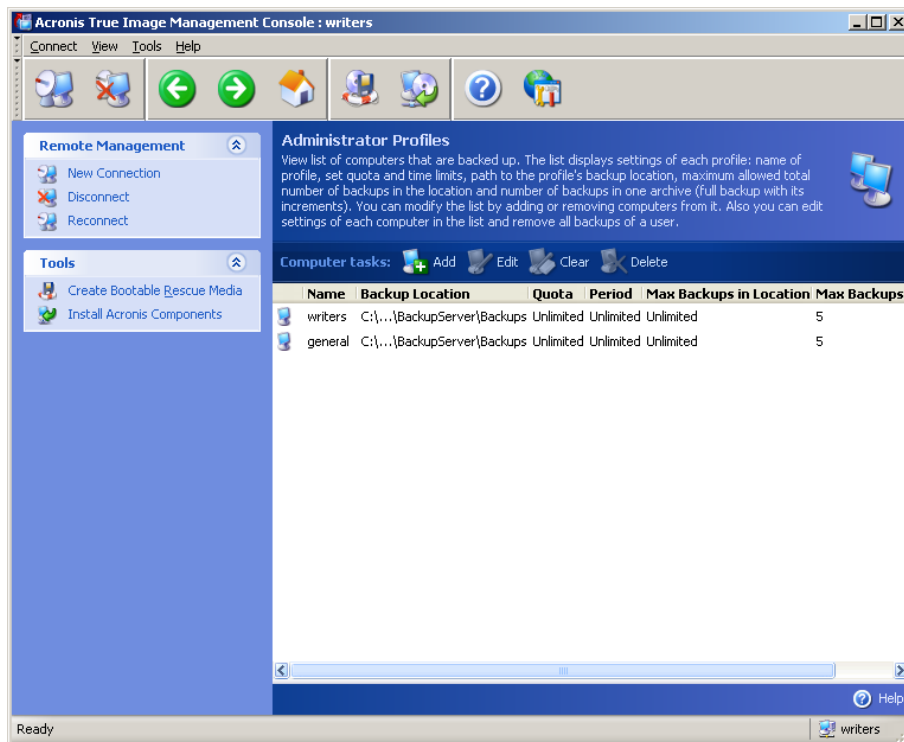 Acronis True Image Management Console : writers
Connect View Tools Help
Remote Management
New Connection
Disconnect
Reconnect
Tools
Create Bootable Rescue Media
Install Acronis Components
Administrator Profiles
View list of computers that are backed up. The list displays settings of each profile: name of
profile, set quota and time limits, path to the profile's backup location, maximum allowed total
number of backups in the location and number of backups in one archive (full backup with its
increments). You can modify the list by adding or removing computers from it. Also you can edit
settings of each computer in the list and remove all backups of a user.
Computer tasks: Add Edit Clear Delete
Name Backup Location Quota Period Max Backups in Location Max Backups
writers C:\...\BackupServer\Backups Unlimited Unlimited Unlimited 5
general C:\...\BackupServer\Backups Unlimited Unlimited Unlimited 5
Help
Ready writers